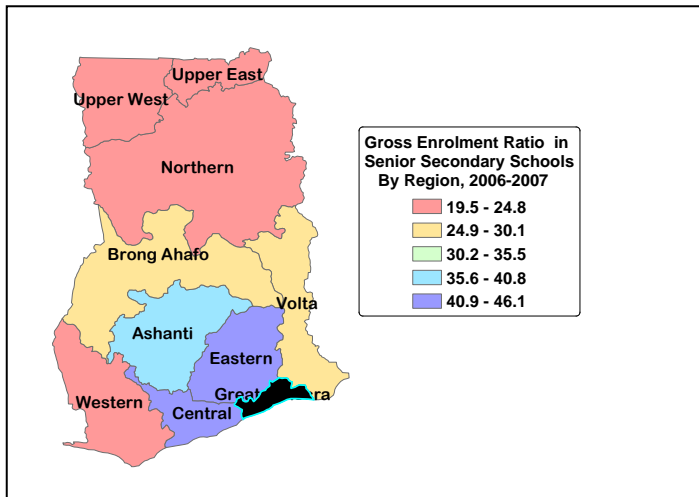 Upper East
Upper West
Northern
Brong Ahafo
Volta
Ashanti
Eastern
Western
Central
Gross Enrolment Ratio in
Senior Secondary Schools
By Region, 2006-2007
19.5 - 24.8
24.9 - 30.1
30.2 - 35.5
35.6 - 40.8
40.9 - 46.1